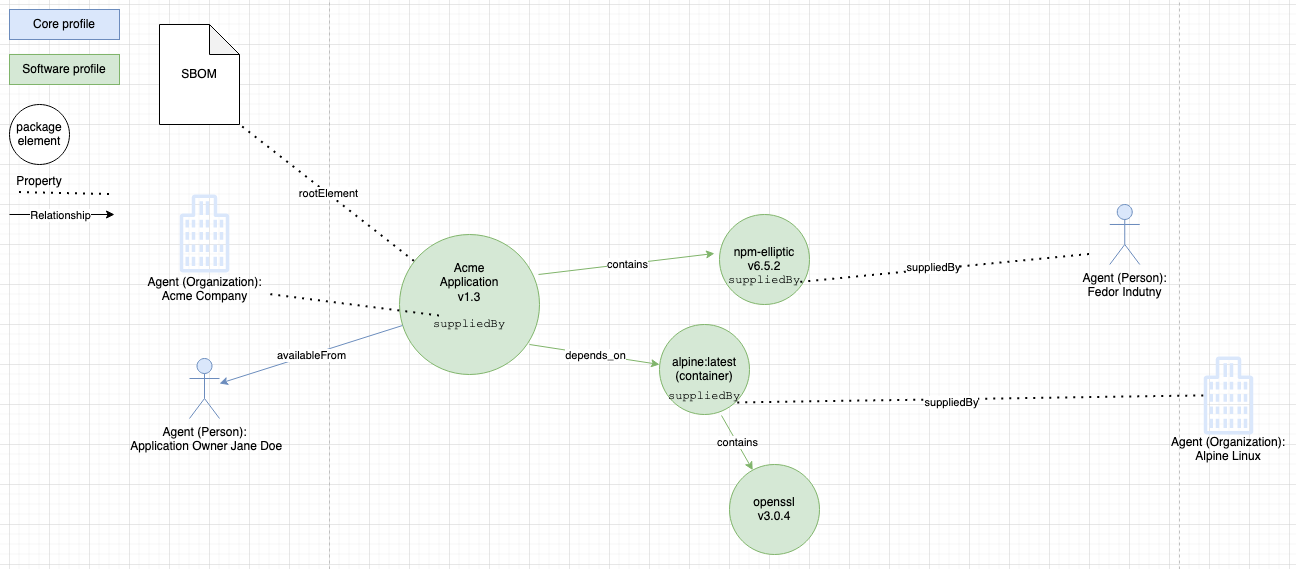 Core profile
Software profile
package
element
Property
Relationship
SBOM
rootElement
Agent (Organization):
Acme Company
Acme
Application
v1.3
suppliedBy
availableFrom
Agent (Person):
Application Owner Jane Doe
contains
npm-elliptic
v6.5.2
suppliedBy
suppliedBy
Agent (Person):
Fedor Indutny
depends_on
alpine:latest
(container)
suppliedBy
suppliedBy
Agent (Organization):
Alpine Linux
contains
openssl
v3.0.4